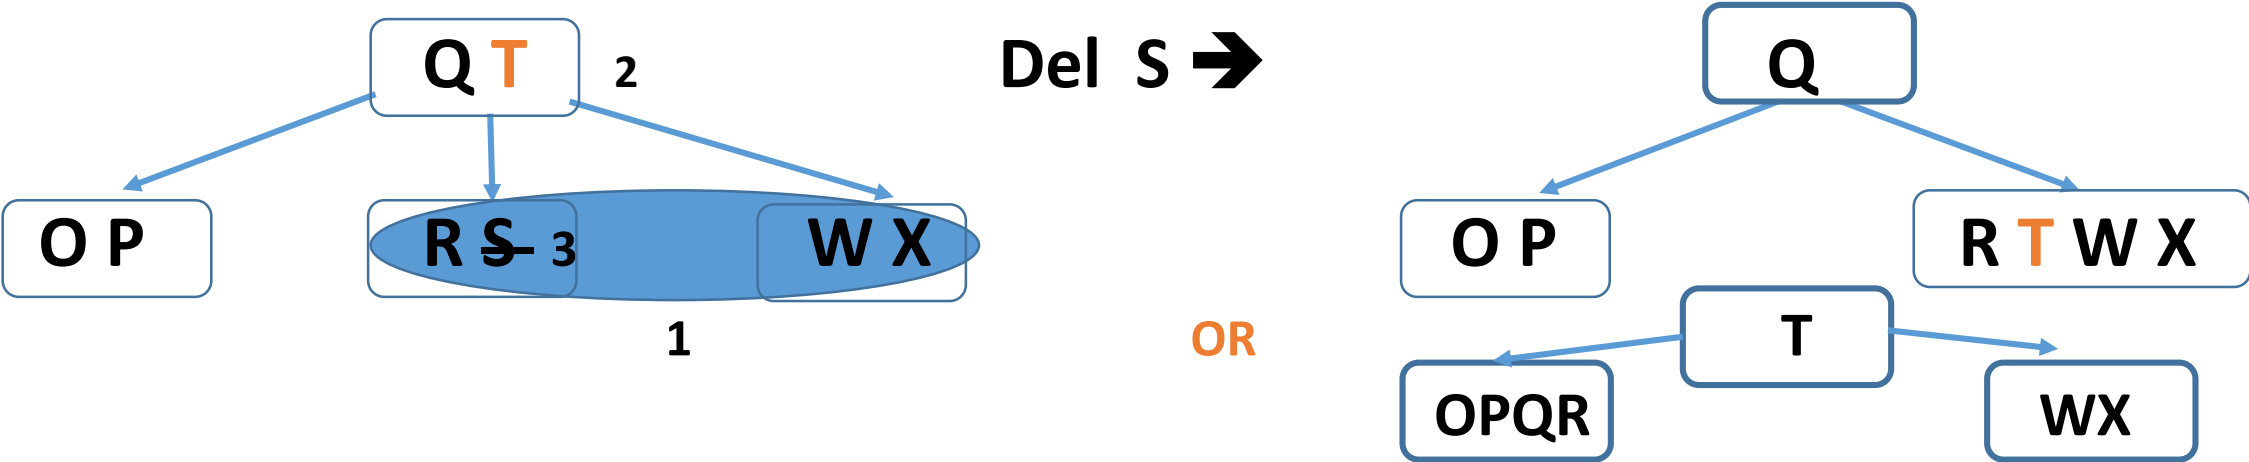 Q T
2
Del S ➔
Q
O P
R S 3
W X
O P
R T W X
1
OR
T
OPQR
WX